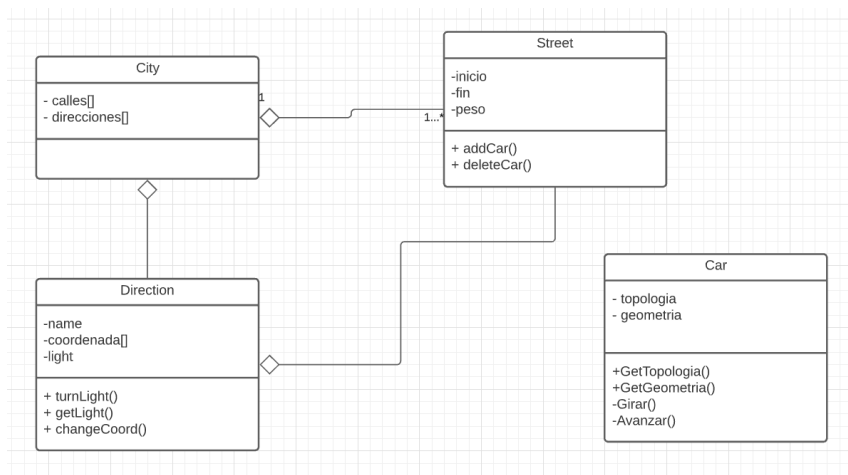 City
- calles[]
- direcciones[]
1
1...*
Street
-inicio
-fin
-peso
+ addCar()
+ deleteCar()
Direction
-name
-coordenada[]
-light
+ turnLight()
+ getLight()
+ changeCoord()
Car
- topologia
- geometria
+GetTopologia()
+GetGeometria()
-Girar()
-Avanzar()